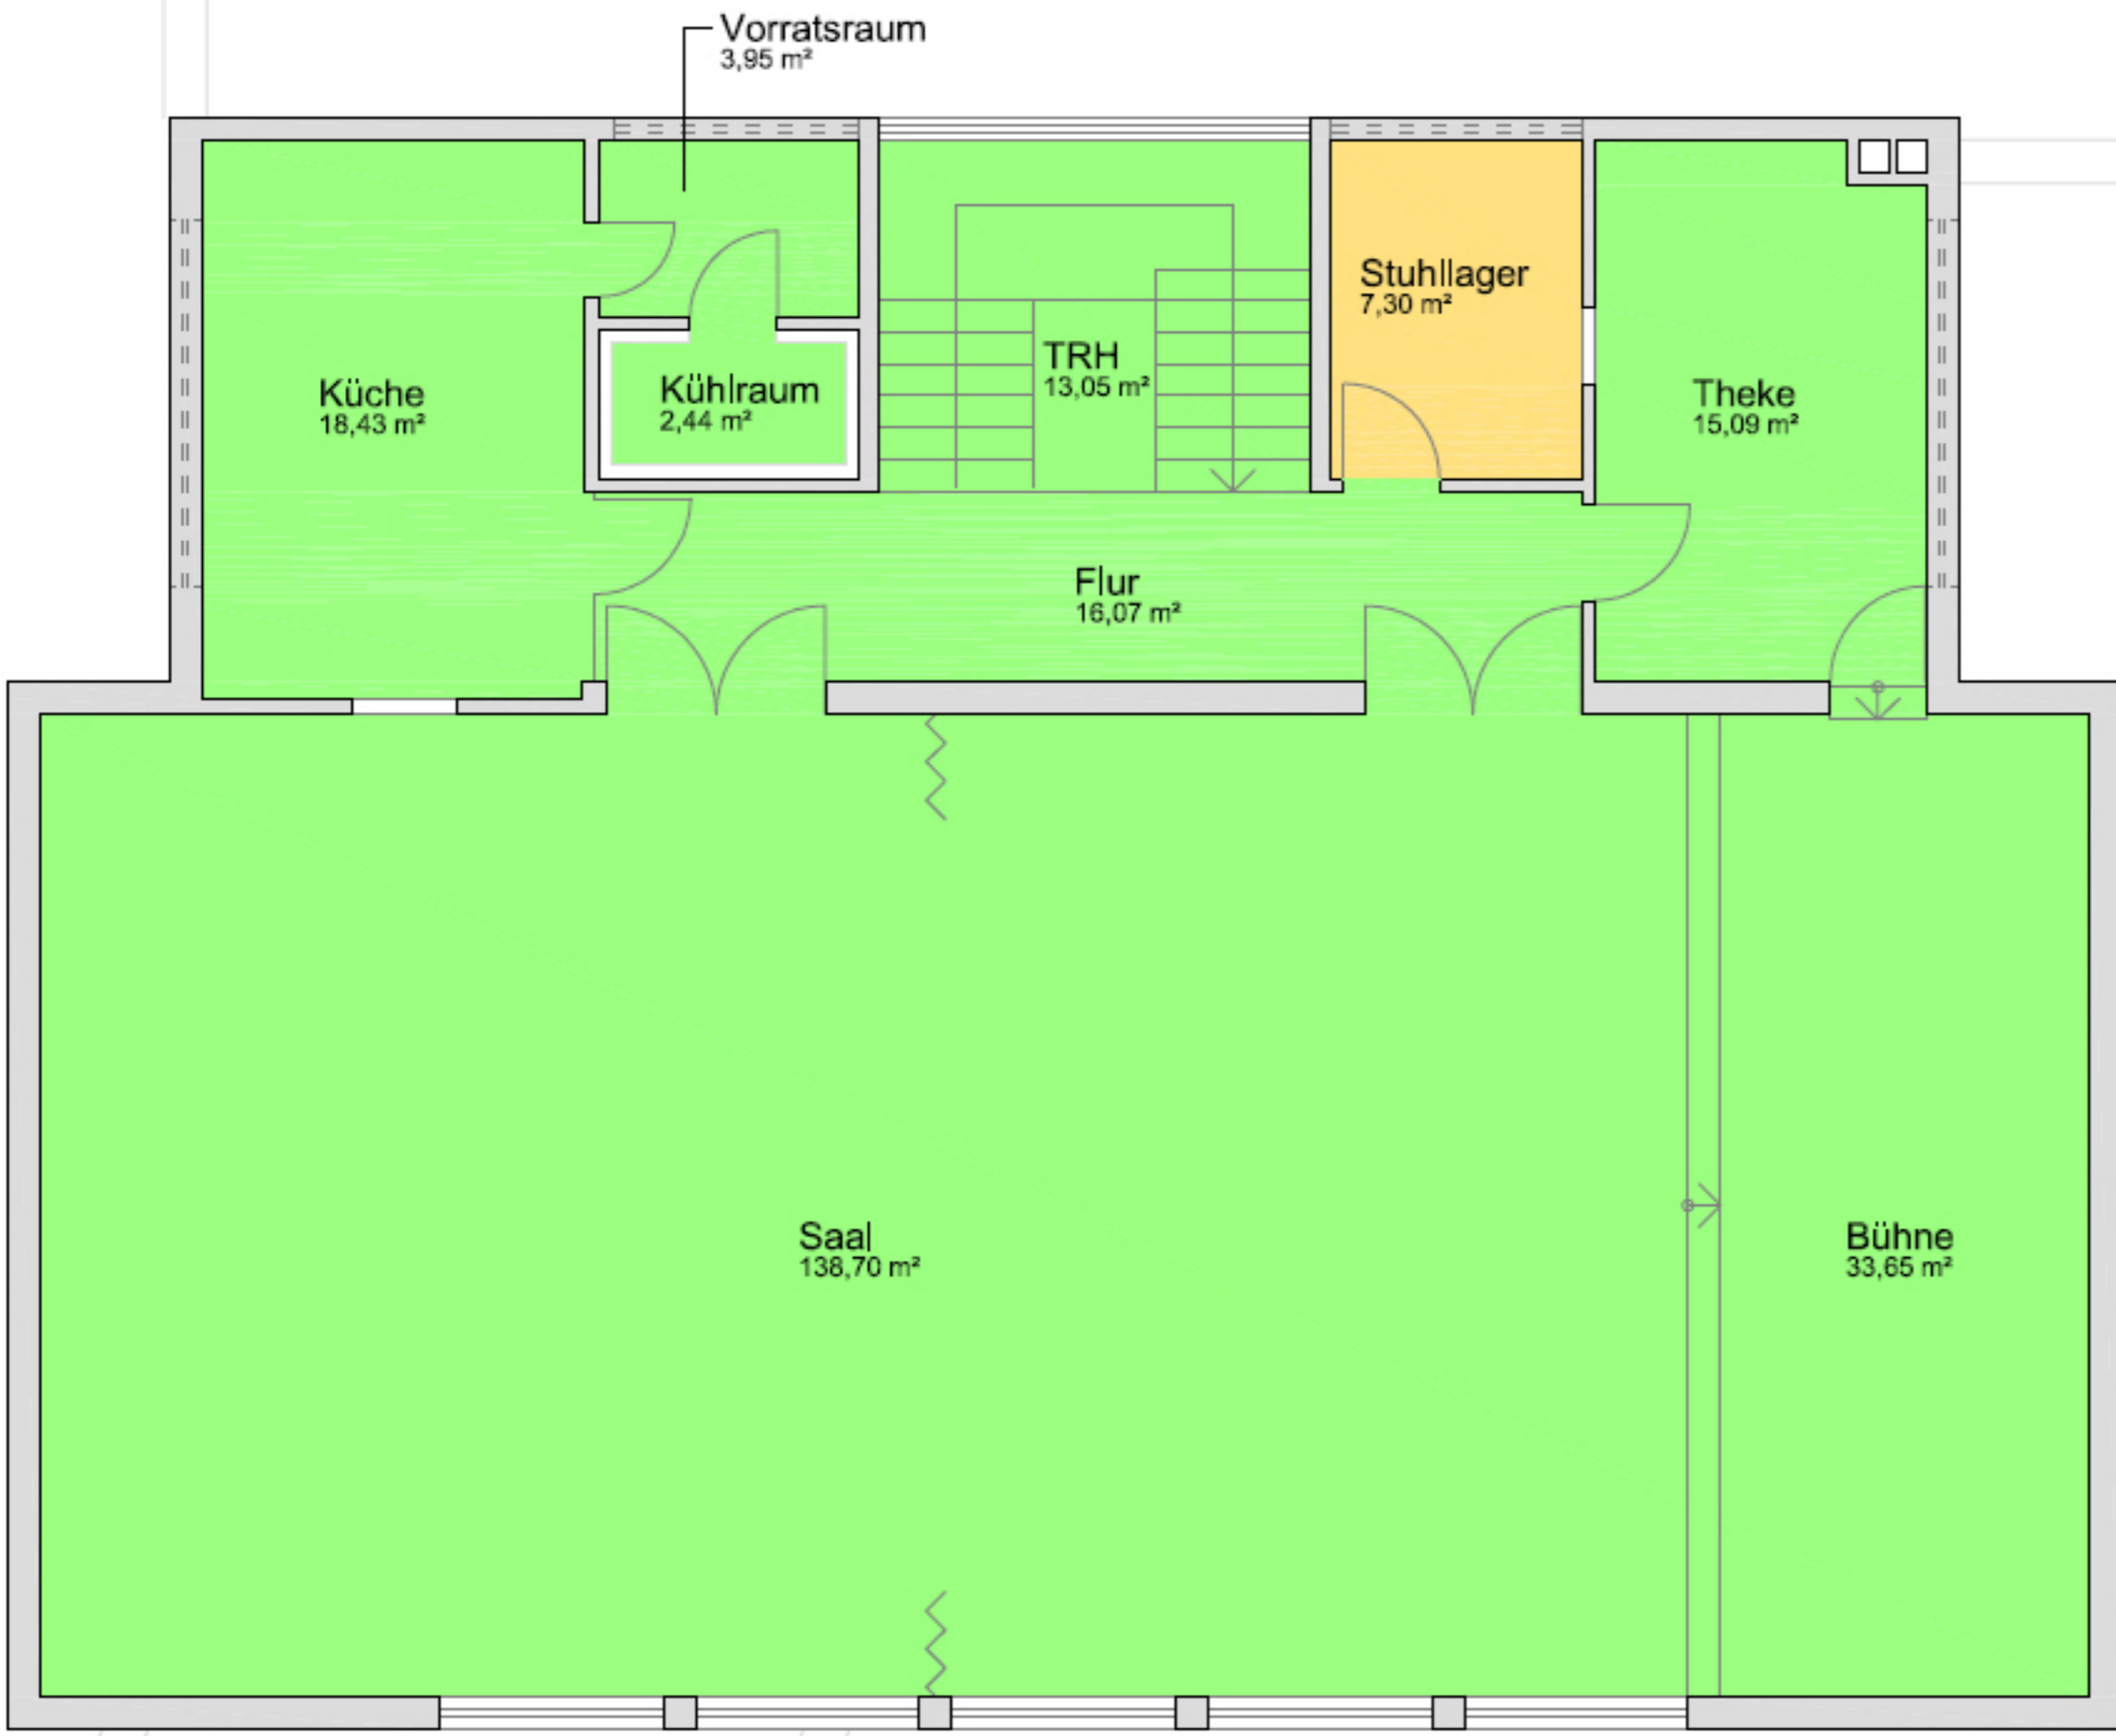 Vorratsraum
3,95 m²
Stuhllager
7,30 m²
TRH
13,05 m²
Küche
18,43 m²
Kühlraum
2,44 m²
Theke
15,09 m²
Flur
16,07 m²
Saal
138,70 m²
Bühne
33,65 m²